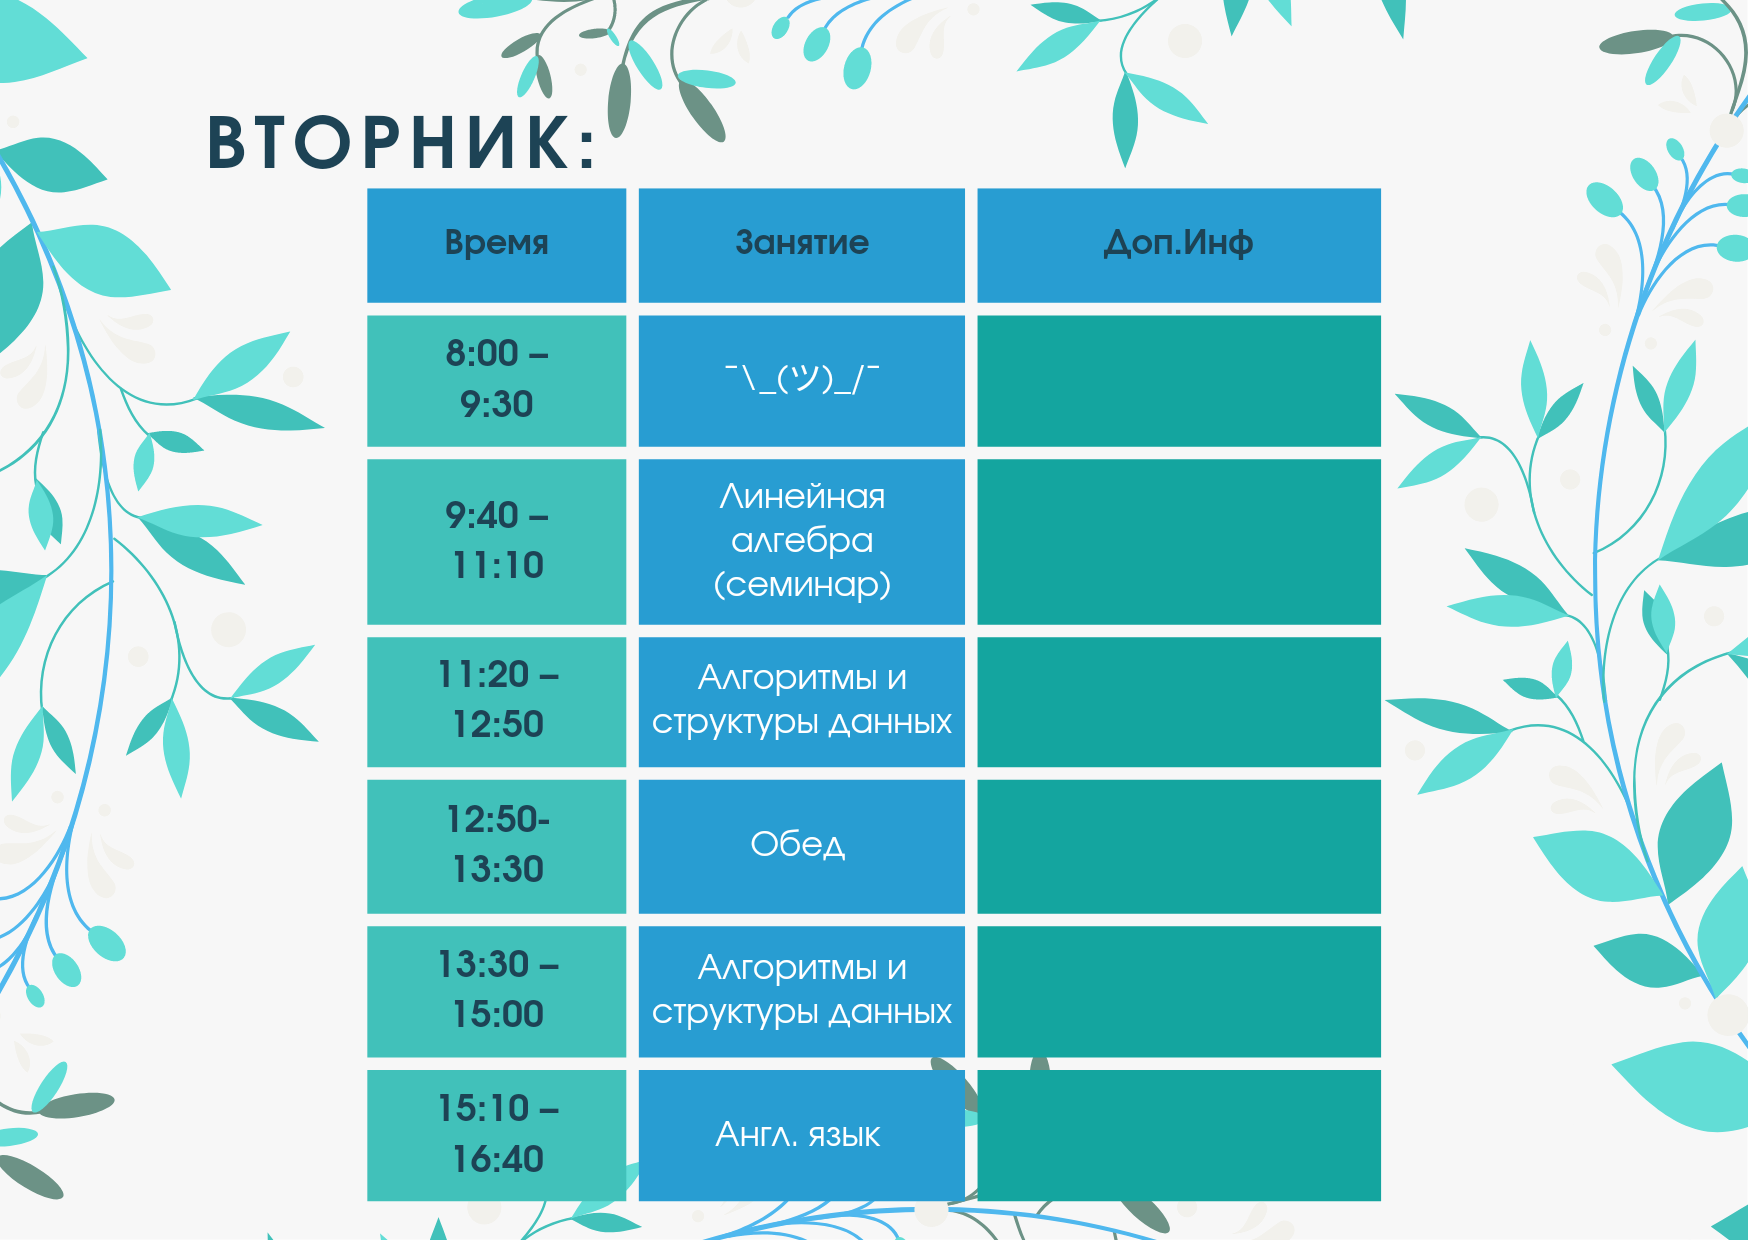 ВТОРНИК:
Время
Занятие
Доп.Инф
8:00 –
9:30
¯\_(ツ)_/¯
9:40 –
11:10
Линейная
алгебра
(семинар)
11:20 –
12:50
Алгоритмы и
структуры данных
12:50-
13:30
Обед
13:30 –
15:00
Алгоритмы и
структуры данных
15:10 –
16:40
Англ. язык